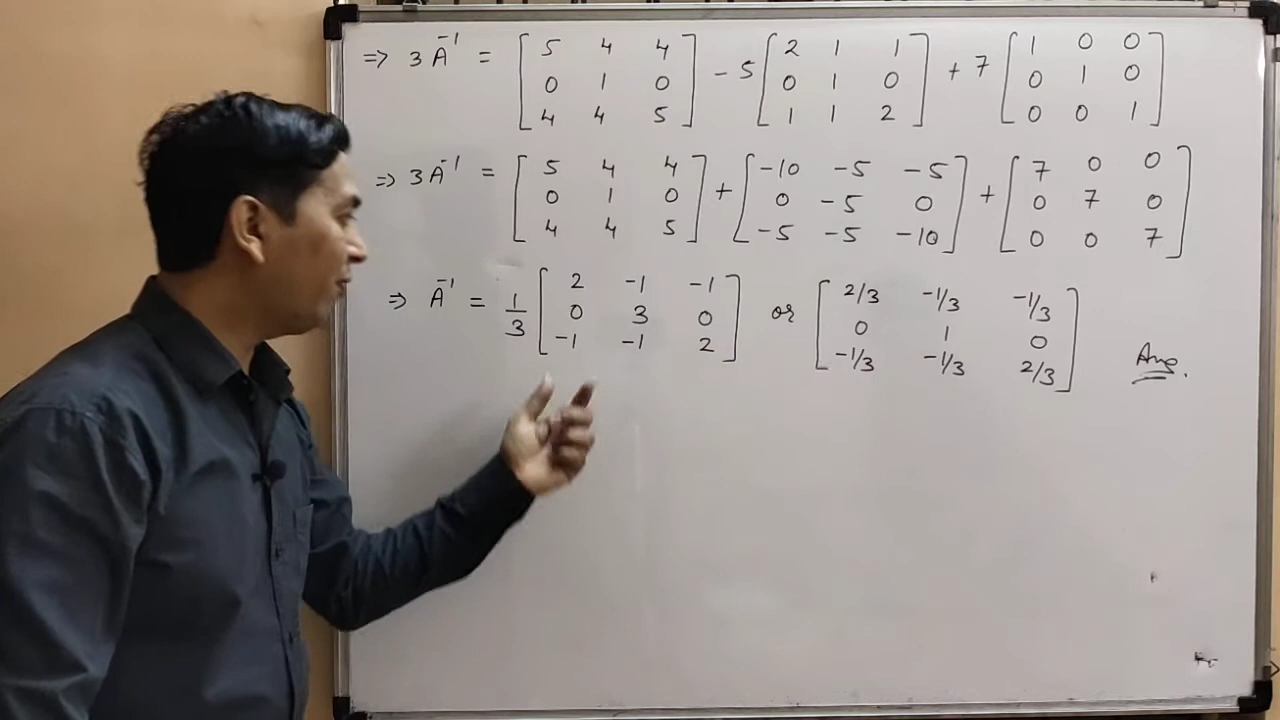 ⇒ 3A⁻¹ = [5 4 4; 0 1 0; 4 4 5] - 5 [2 1 1; 0 1 0; 1 1 2] + 7 [1 0 0; 0 1 0; 0 0 1]
⇒ 3A⁻¹ = [5 4 4; 0 1 0; 4 4 5] + [-10 -5 -5; 0 -5 0; -5 -5 -10] + [7 0 0; 0 7 0; 0 0 7]
⇒ A⁻¹ = 1/3 [2 -1 -1; 0 3 0; -1 -1 2] or [2/3 -1/3 -1/3; 0 1 0; -1/3 -1/3 2/3] Ans.